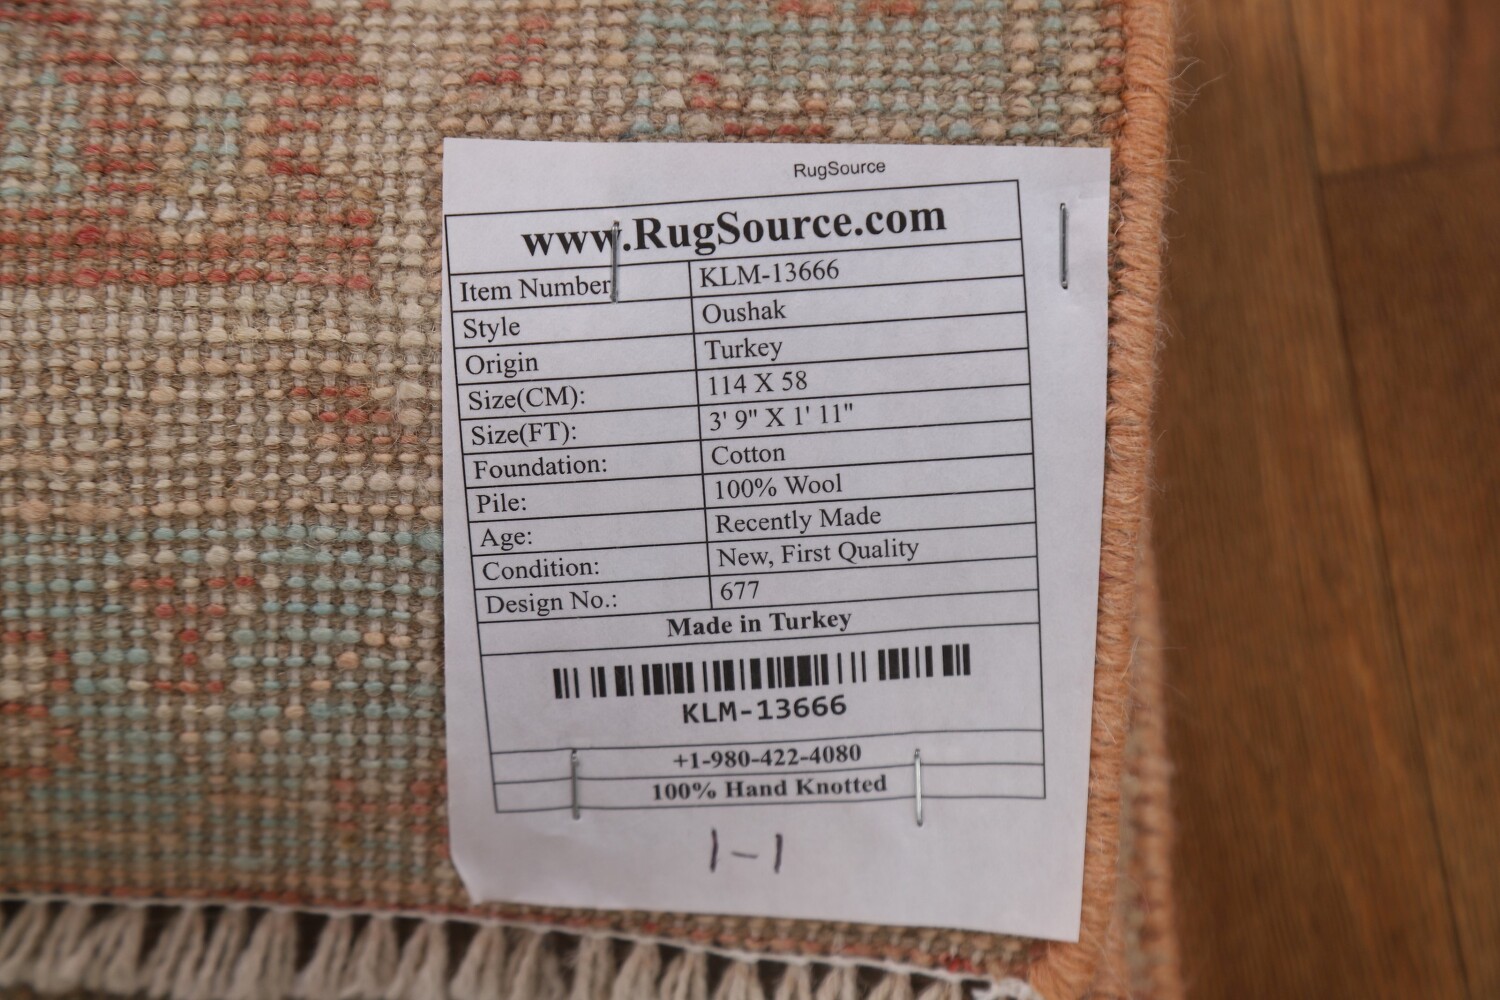 RugSource
www.RugSource.com
Item Number KLM-13666
Style Oushak
Origin Turkey
Size(CM): 114 X 58
Size(FT): 3' 9" X 1' 11"
Foundation: Cotton
Pile: 100% Wool
Age: Recently Made
Condition: New, First Quality
Design No.: 677
Made in Turkey
KLM-13666
+1-980-422-4080
100% Hand Knotted
1-1